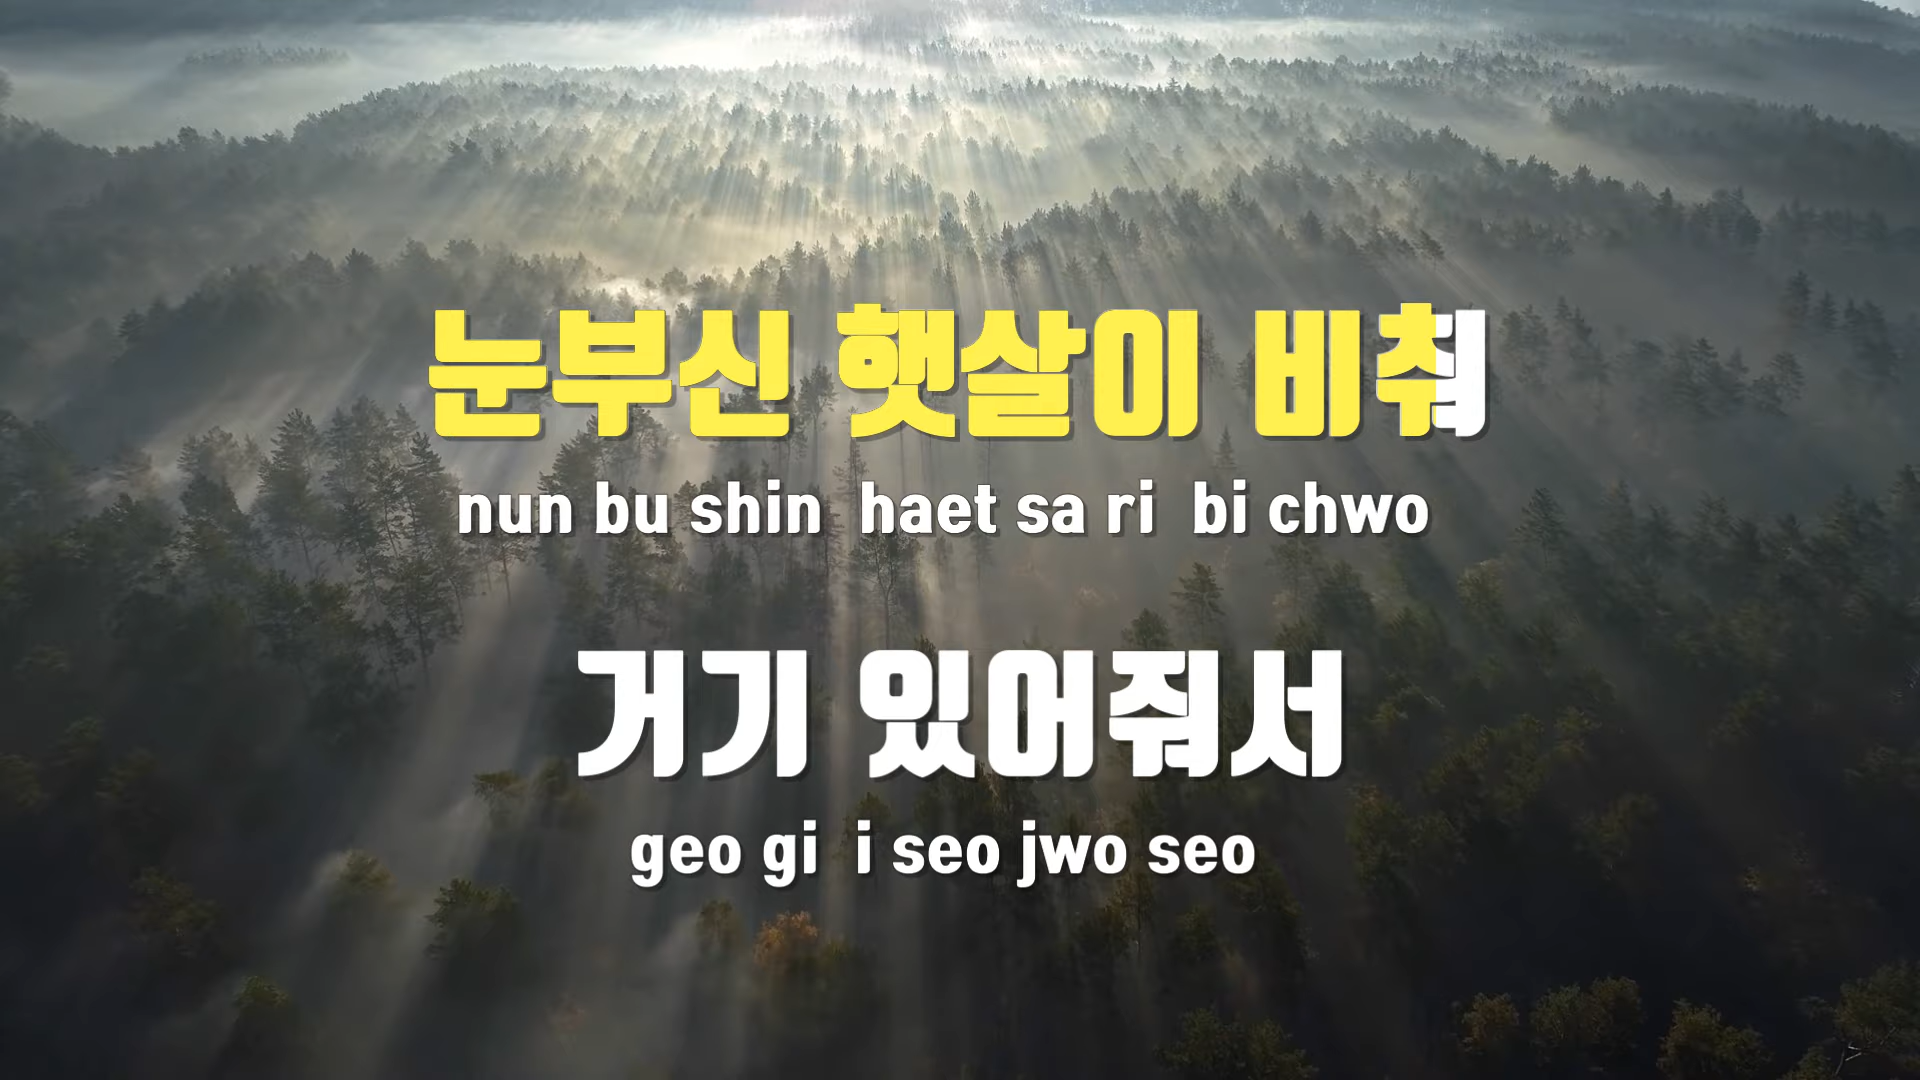 눈부신 햇살이 비춰
nun bu shin haet sa ri bi chwo
거기 있어줘서
geo gi i seo jwo seo